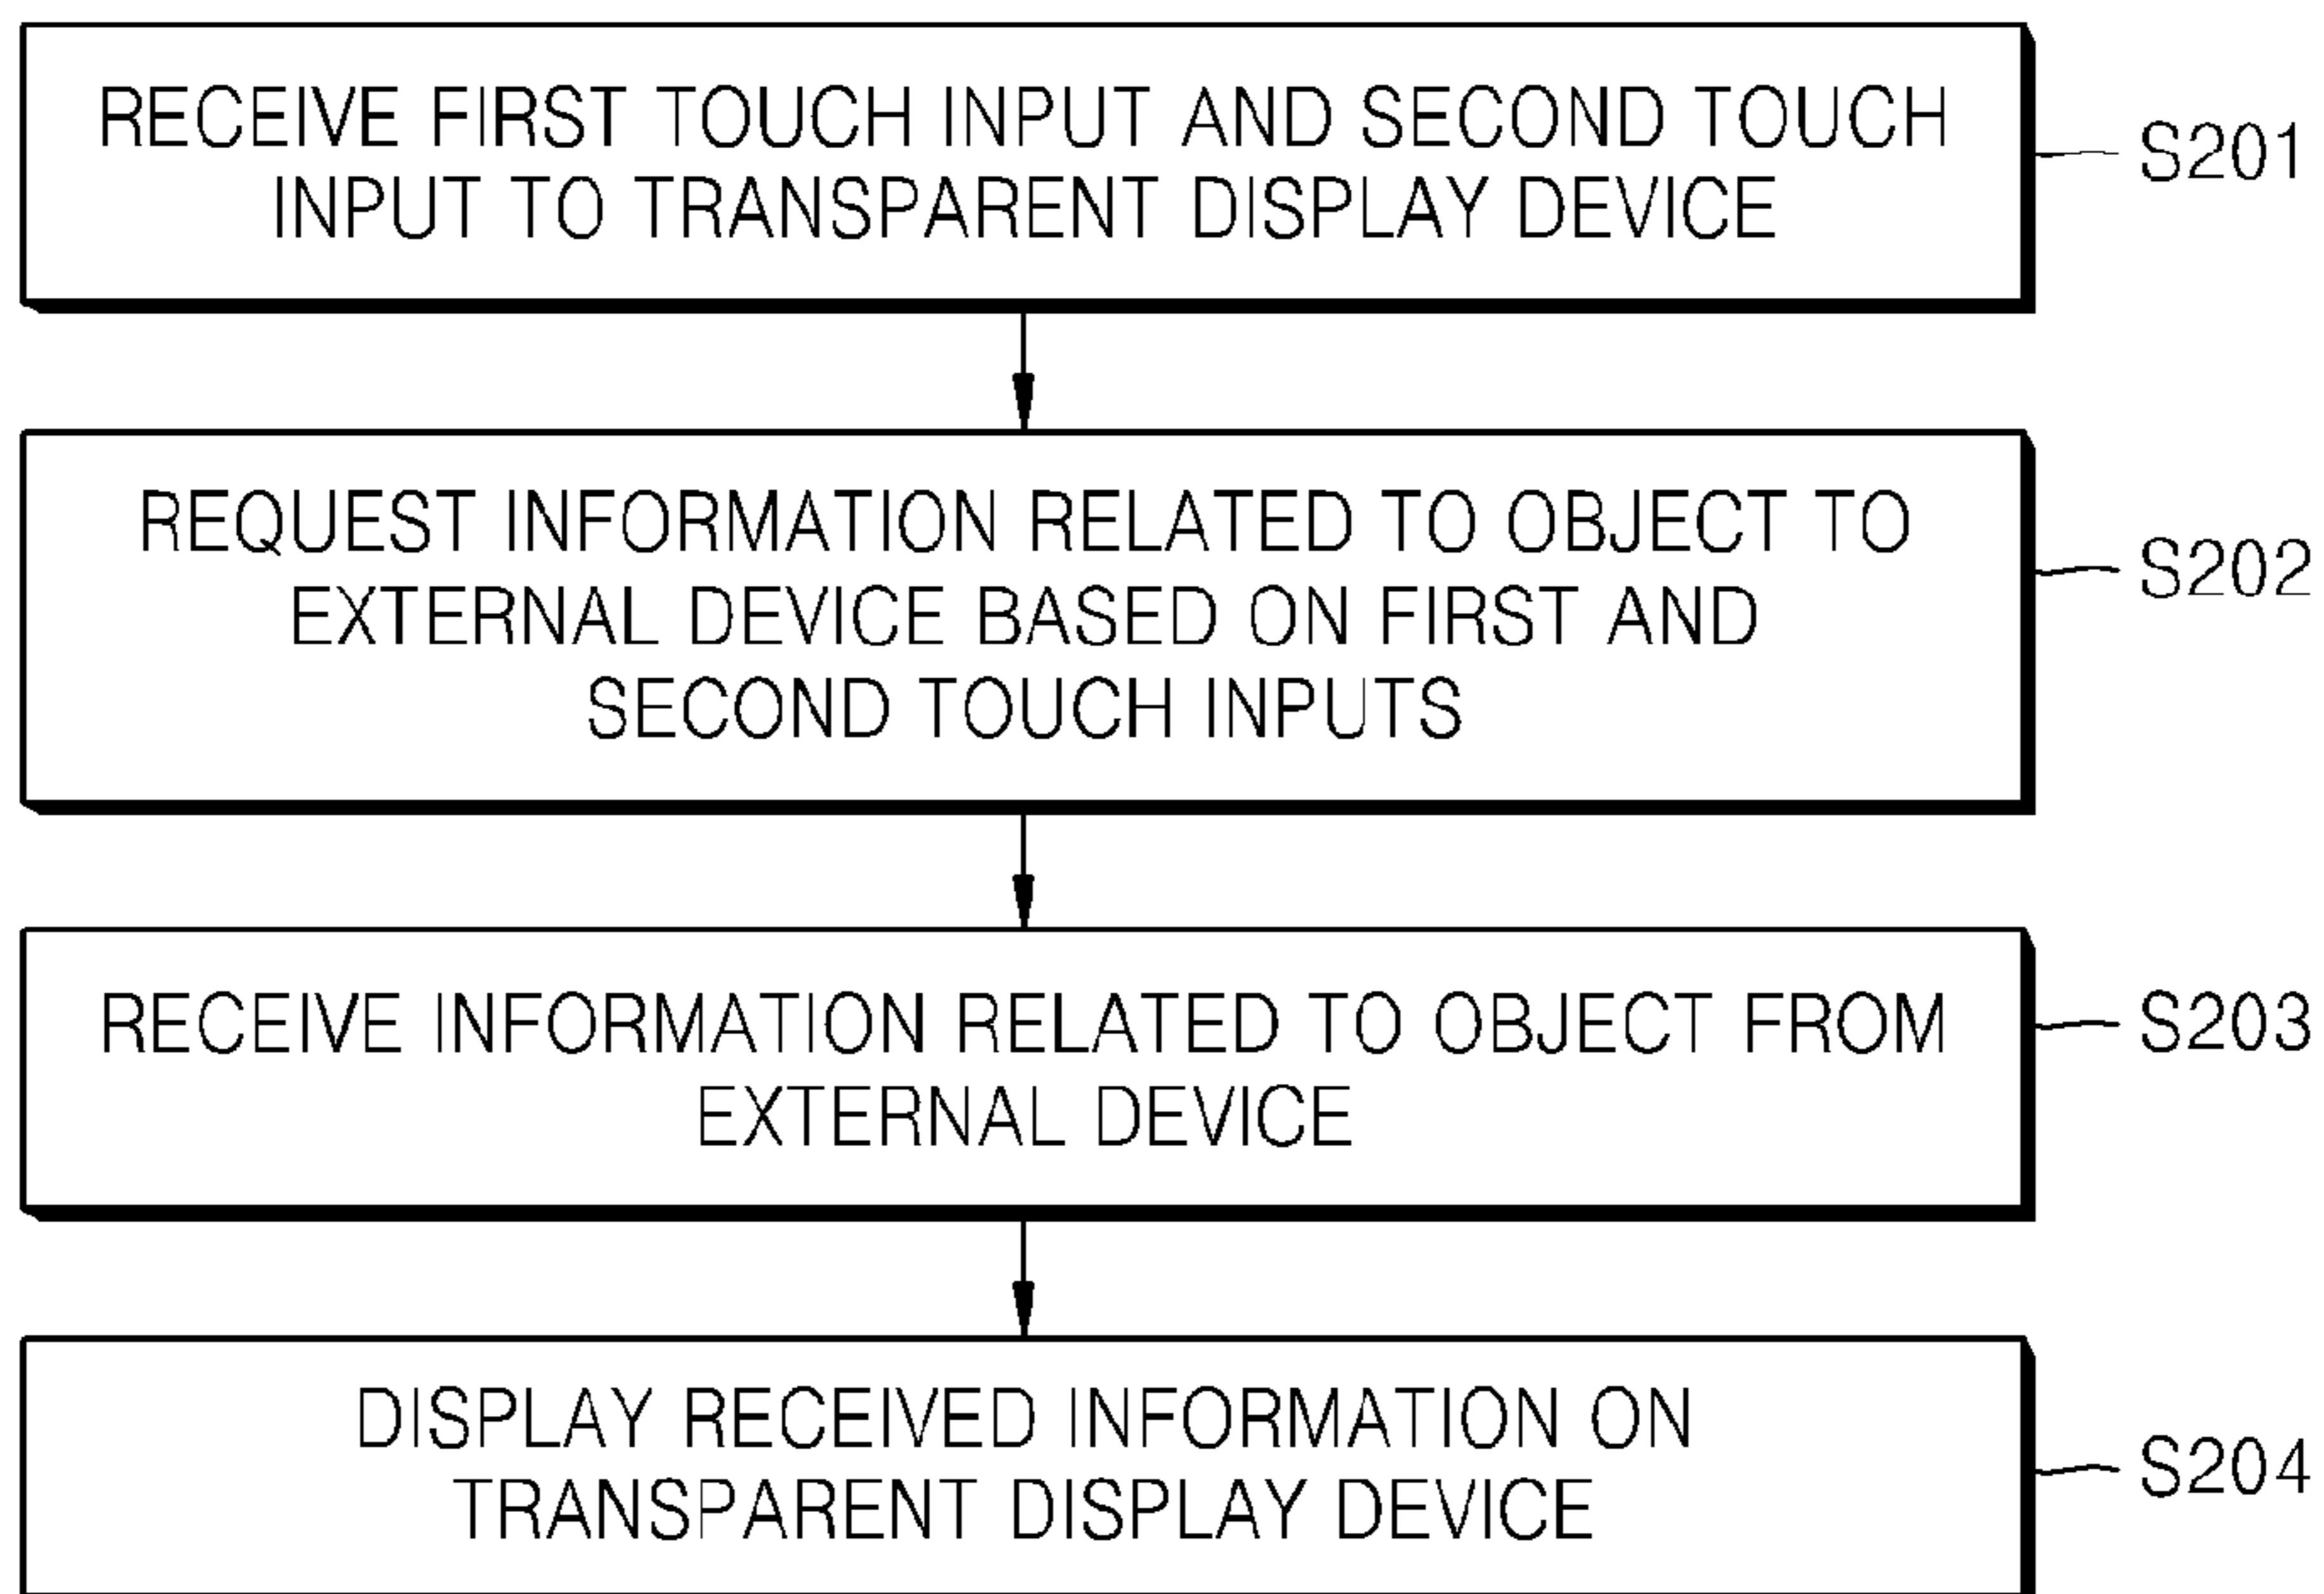 RECEIVE FIRST TOUCH INPUT AND SECOND TOUCH
INPUT TO TRANSPARENT DISPLAY DEVICE
S201
REQUEST INFORMATION RELATED TO OBJECT TO
EXTERNAL DEVICE BASED ON FIRST AND
SECOND TOUCH INPUTS
S202
RECEIVE INFORMATION RELATED TO OBJECT FROM
EXTERNAL DEVICE
S203
DISPLAY RECEIVED INFORMATION ON
TRANSPARENT DISPLAY DEVICE
S204